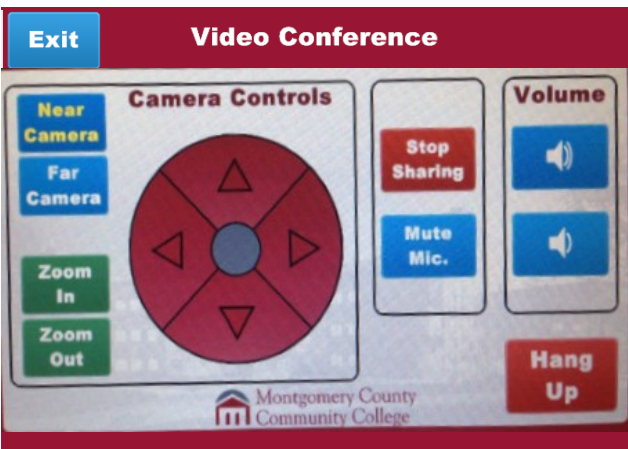 Exit
Video Conference
Camera Controls
Near
Camera
Far
Camera
Zoom
In
Zoom
Out
Stop
Sharing
Mute
Mic.
Volume
Hang
Up
Montgomery County
Community College